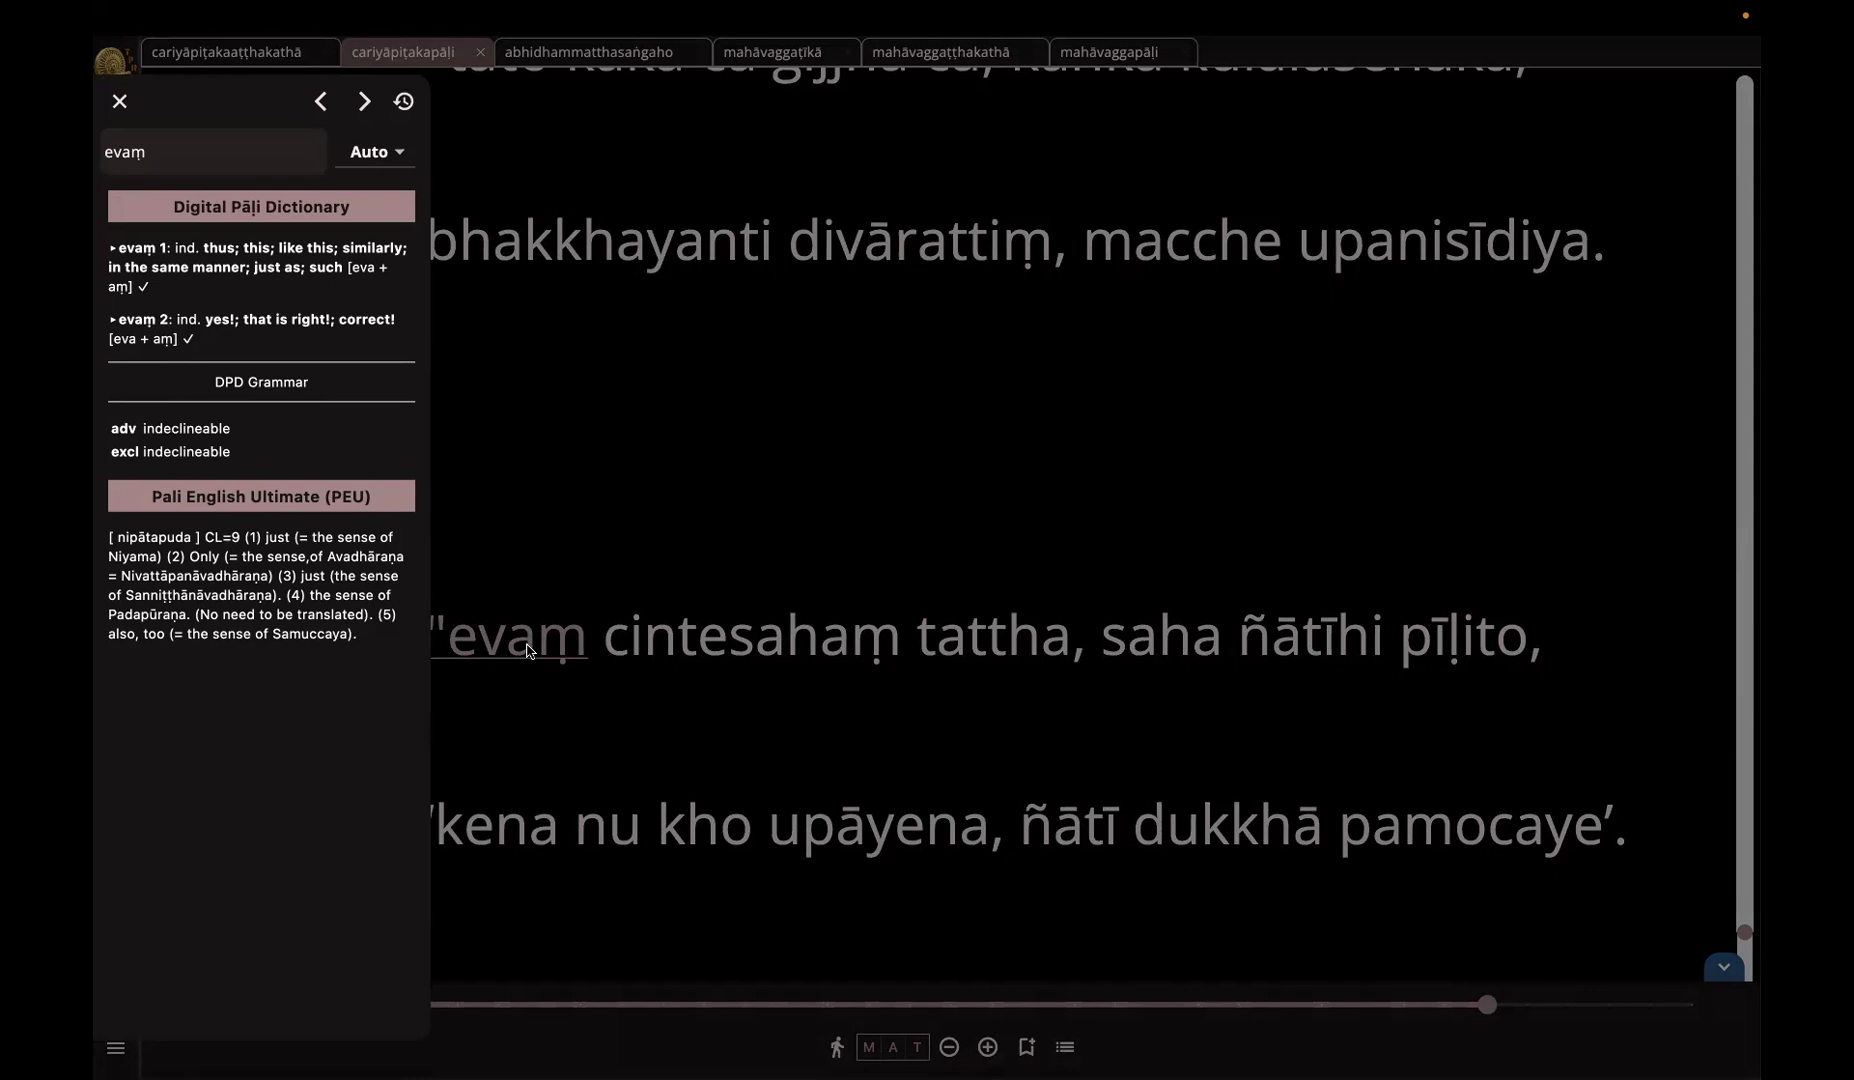 cariyāpiṭakaaṭṭhakathā
cariyāpiṭakapāḷi
abhidhammatthasaṅgaho
mahāvaggaṭīkā
mahāvaggaṭṭhakathā
mahāvaggapāḷi
evaṃ
Auto
Digital Pāḷi Dictionary
▸evaṃ 1: ind. thus; this; like this; similarly;
in the same manner; just as; such [eva +
aṃ] ✓
▸evaṃ 2: ind. yes!; that is right!; correct!
[eva + aṃ] ✓
DPD Grammar
adv indeclineable
excl indeclineable
Pali English Ultimate (PEU)
[ nipātapuda ] CL=9 (1) just (= the sense of
Niyama) (2) Only (= the sense,of Avadhāraṇa
= Nivattāpanāvadhāraṇa) (3) just (the sense
of Sanniṭṭhānāvadhāraṇa). (4) the sense of
Padapūraṇa. (No need to be translated). (5)
also, too (= the sense of Samuccaya).
bhakkhayanti divārattiṃ, macche upanisīdiya.
"evaṃ cintesahaṃ tattha, saha ñātīhi pīḷito,
'kena nu kho upāyena, ñātī dukkhā pamocaye’.
M A T